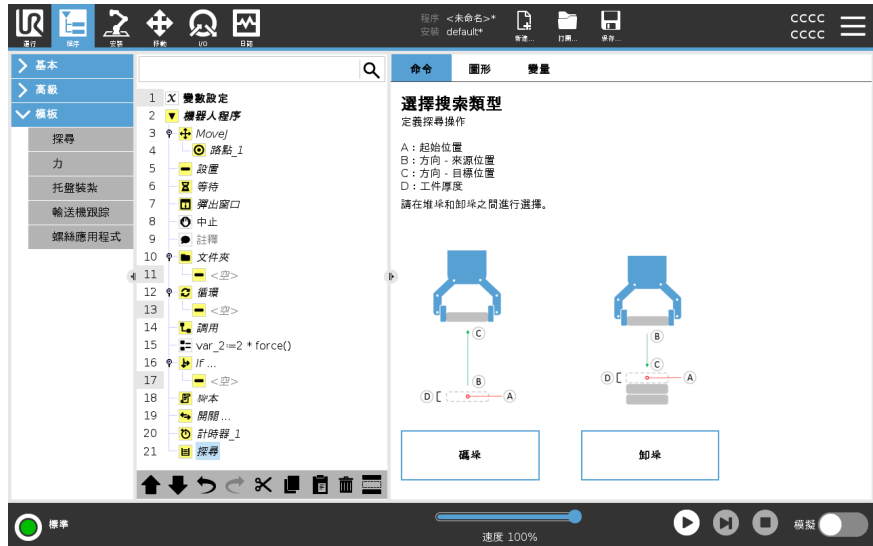 UR
運行
程序
安裝
移動
I/O
日誌
程序 <未命名>*
安裝 default*
新建...
打開...
保存...
CCCC
CCCC
基本
高級
模板
探尋
力
托盤裝紮
輸送機跟踪
螺絲應用程式
1 X 變數設定
2 機器人程序
3 MoveJ
4 路點_1
5 設置
6 等待
7 彈出窗口
8 中止
9 註釋
10 文件夾
11 <空>
12 循環
13 <空>
14 調用
15 var_2≔2 * force()
16 If ...
17 <空>
18 腳本
19 開關 ...
20 計時器_1
21 探尋
命令 圖形 變量
選擇搜索類型
定義探尋操作
A：起始位置
B：方向 - 來源位置
C：方向 - 目標位置
D：工件厚度
請在堆垛和卸垛之間進行選擇。
C
B
D
A
B
C
D
A
碼垛
卸垛
標準
速度 100%
模擬